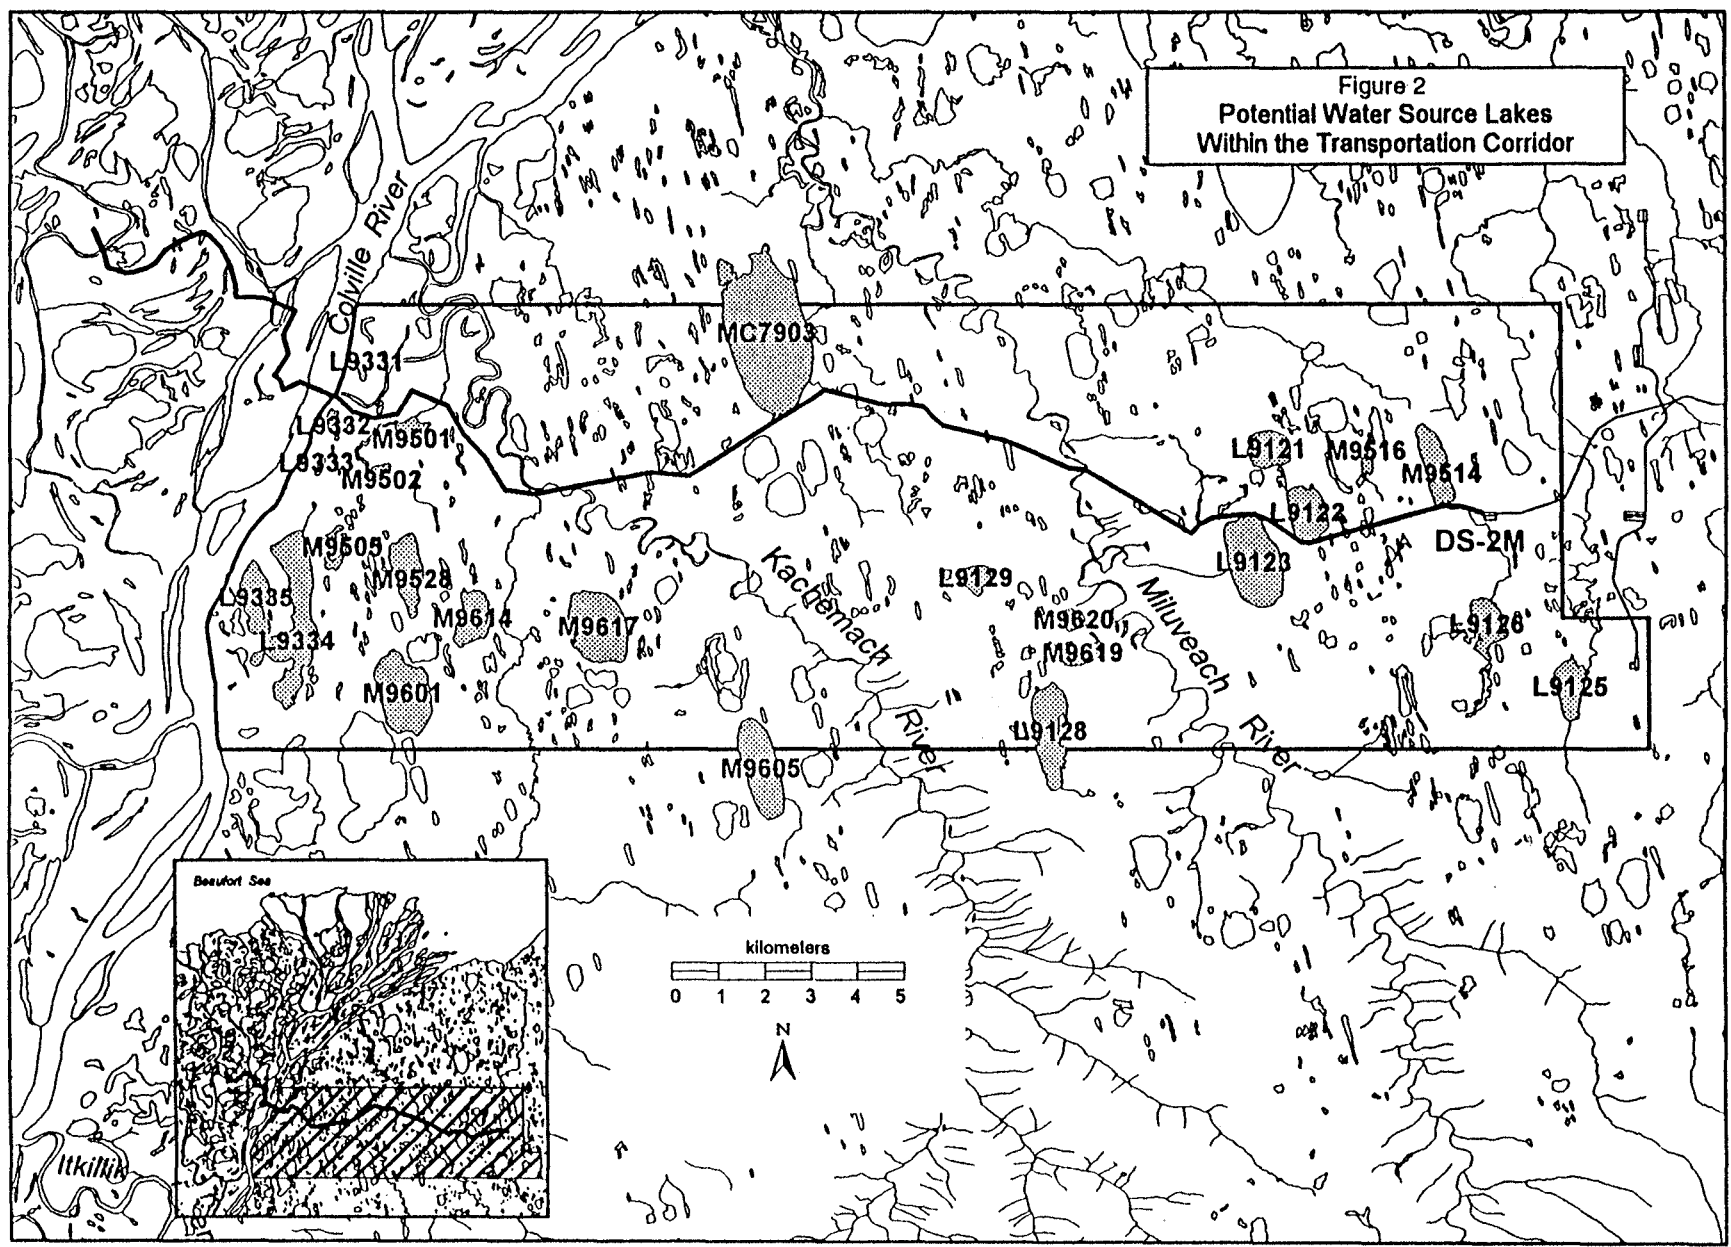 Figure 2
Potential Water Source Lakes
Within the Transportation Corridor
Colville River
MC7903
L9331
L9332
M9501
L9333
M9502
L9121
M9516
M9514
L9122
DS-2M
M9505
M9528
L9335
L9334
M9614
M9617
M9601
Kachemach
River
L9129
M9620
M9619
Miluveach
River
L9123
L9126
L9125
L9128
M9605
Beaufort Sea
kilometers
0 1 2 3 4 5
N
Itkillik